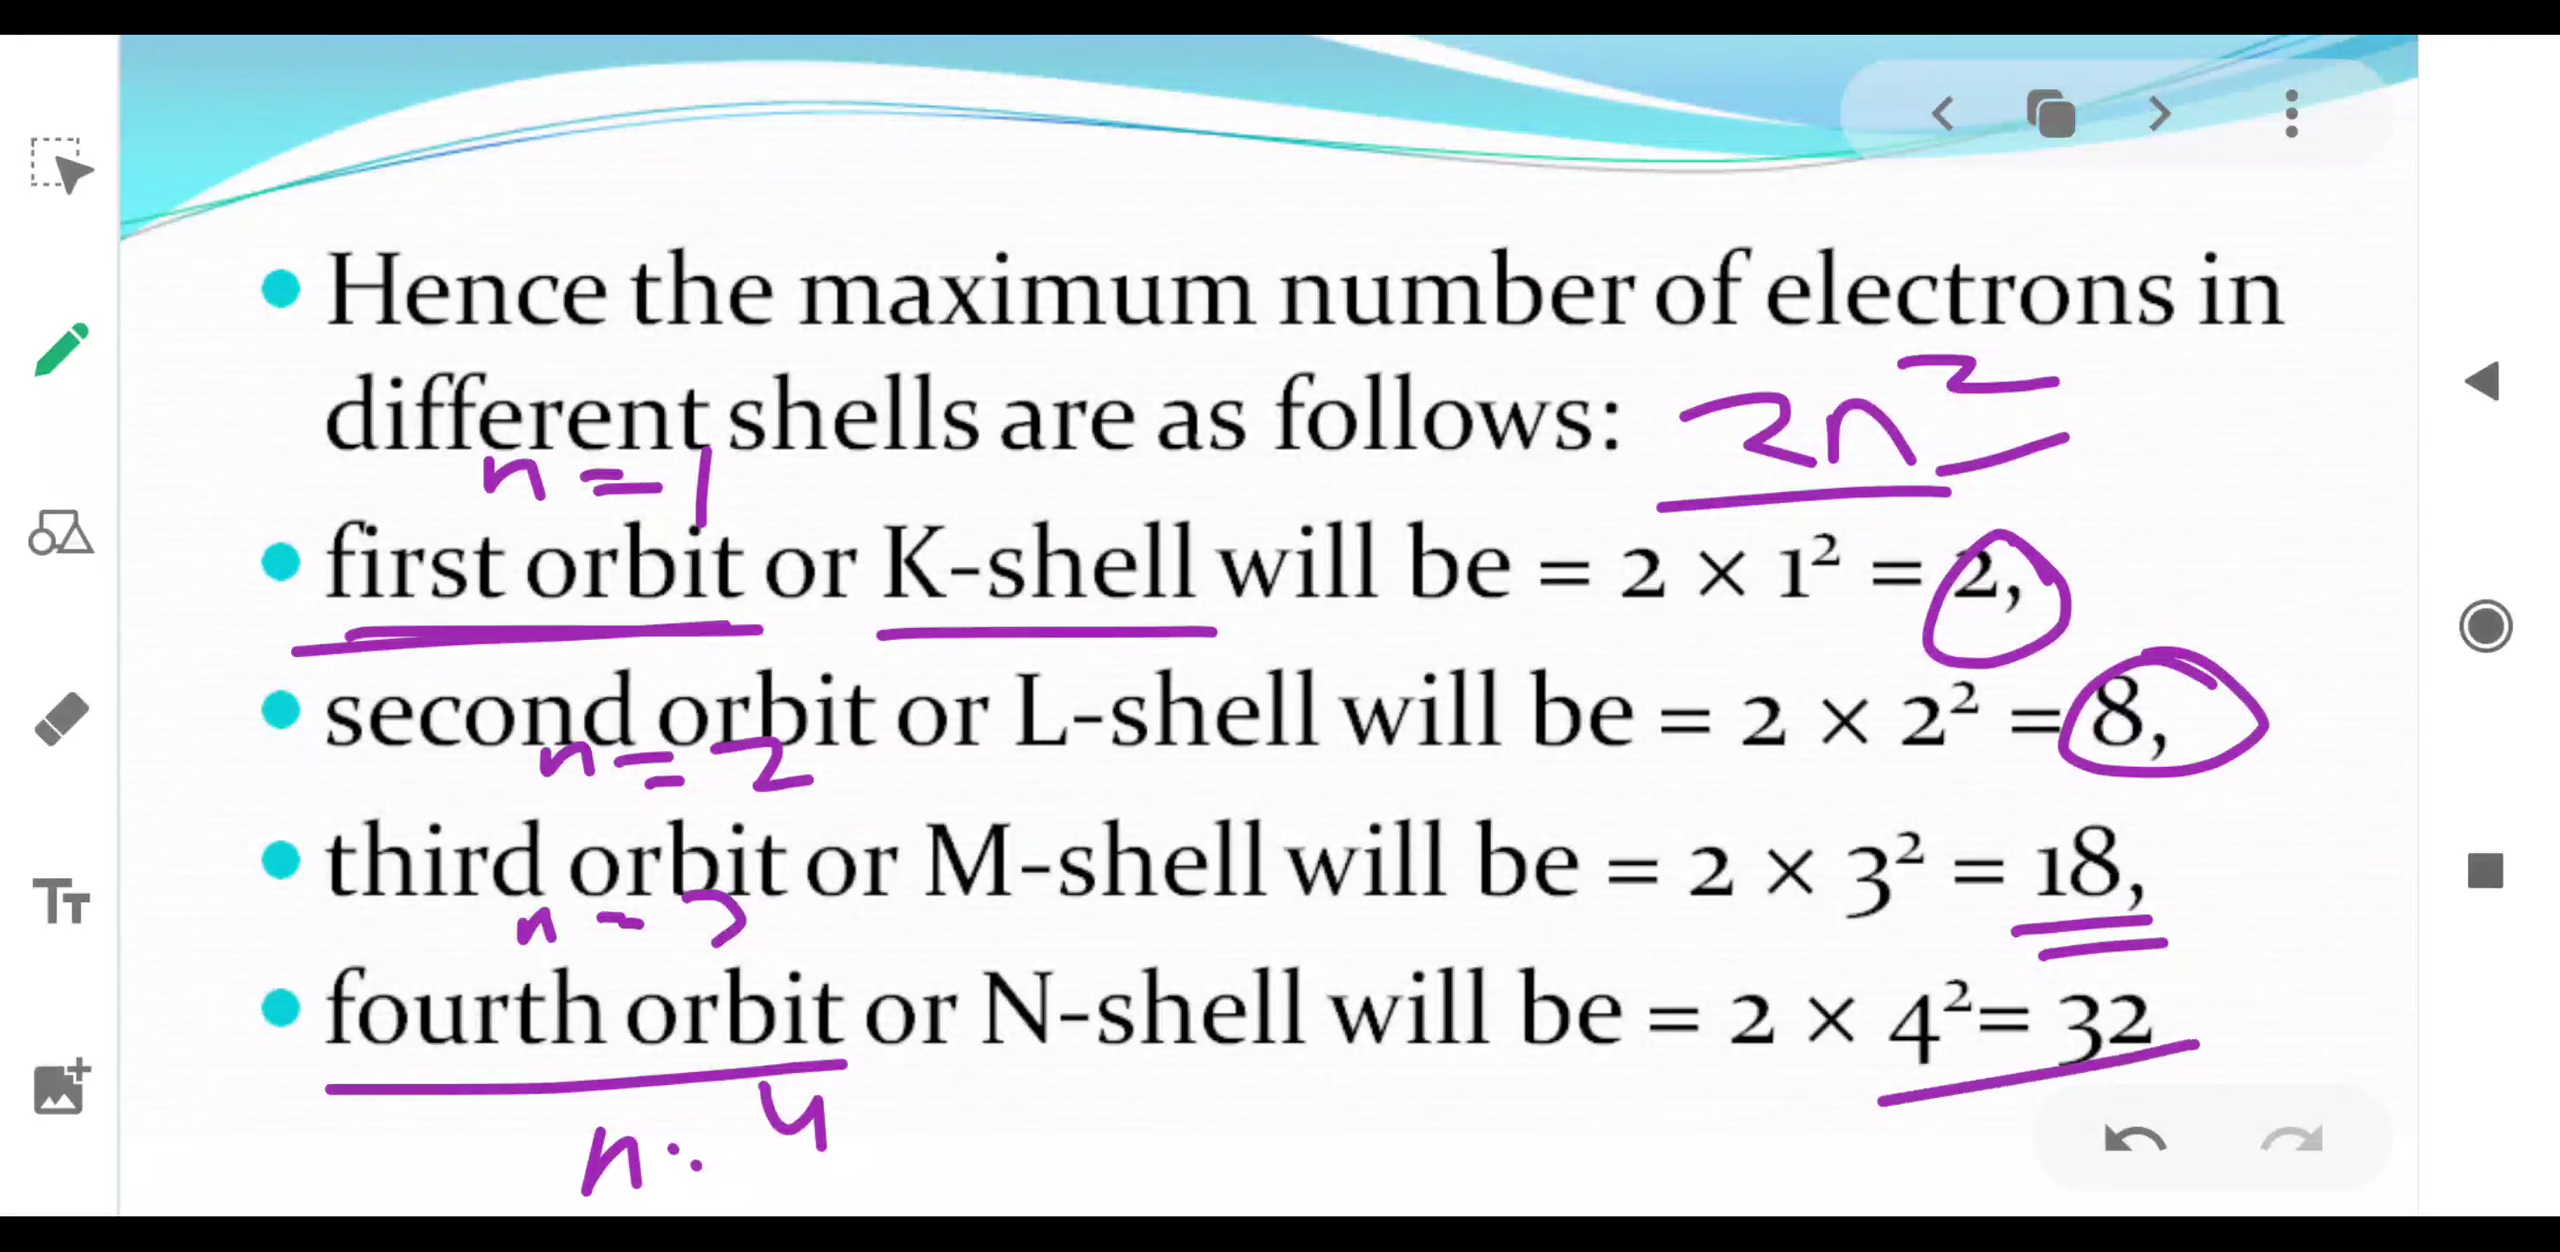 Hence the maximum number of electrons in
different shells are as follows: 2n²
n = 1
first orbit or K-shell will be = 2 × 1² = 2,
second orbit or L-shell will be = 2 × 2² = 8,
n = 2
third orbit or M-shell will be = 2 × 3² = 18,
n = 3
fourth orbit or N-shell will be = 2 × 4²= 32
n : 4
TT